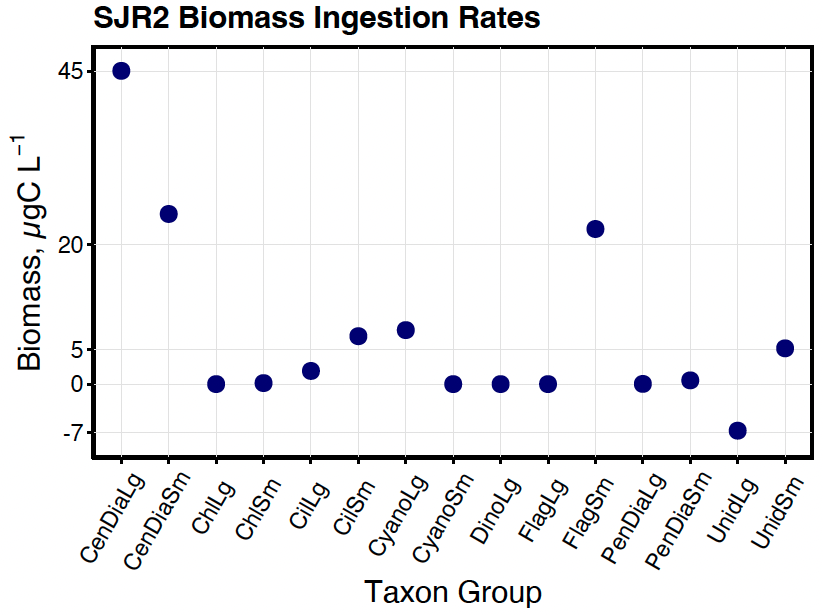 SJR2 Biomass Ingestion Rates
Biomass, µgC L⁻¹
45
20
5
0
-7
CenDiaLg
CenDiaSm
ChlLg
ChlSm
CilLg
CilSm
CyanoLg
CyanoSm
DinoLg
FlagLg
FlagSm
PenDiaLg
PenDiaSm
UnidLg
UnidSm
Taxon Group